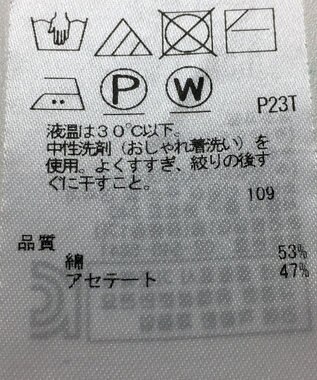 P W
P23T
液温は30℃以下。
中性洗剤(おしゃれ着洗い)を
使用。よくすすぎ、絞りの後す
ぐに干すこと。
109
品質
綿 53%
アセテート 47%